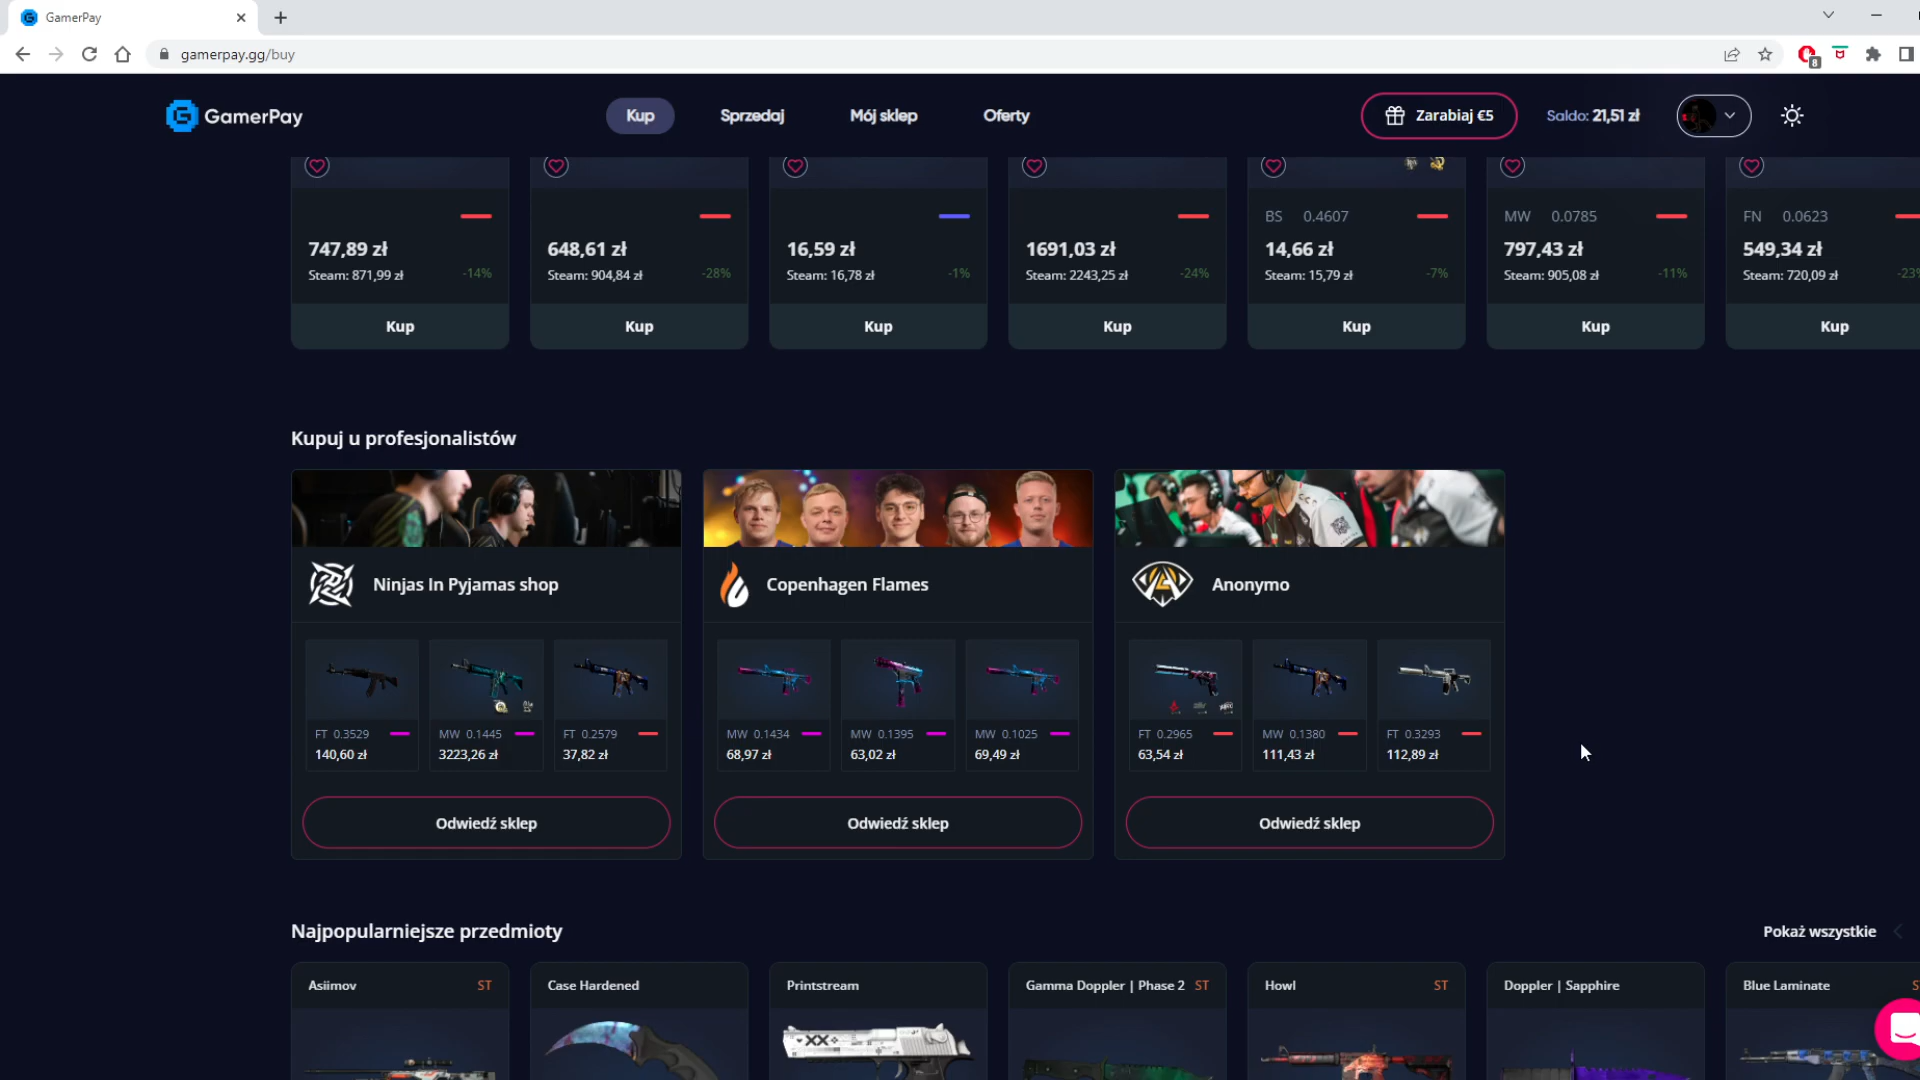 GamerPay
gamerpay.gg/buy
8
GamerPay
Kup
Sprzedaj
Mój sklep
Oferty
Zarabiaj €5
Saldo: 21,51 zł
747,89 zł
Steam: 871,99 zł -14%
Kup
648,61 zł
Steam: 904,84 zł -28%
Kup
16,59 zł
Steam: 16,78 zł -1%
Kup
1691,03 zł
Steam: 2243,25 zł -24%
Kup
BS 0.4607
14,66 zł
Steam: 15,79 zł -7%
Kup
MW 0.0785
797,43 zł
Steam: 905,08 zł -11%
Kup
FN 0.0623
549,34 zł
Steam: 720,09 zł
Kup
Kupuj u profesjonalistów
Ninjas In Pyjamas shop
FT 0.3529
140,60 zł
MW 0.1445
3223,26 zł
FT 0.2579
37,82 zł
Odwiedź sklep
Copenhagen Flames
MW 0.1434
68,97 zł
MW 0.1395
63,02 zł
MW 0.1025
69,49 zł
Odwiedź sklep
Anonymo
FT 0.2965
63,54 zł
MW 0.1380
111,43 zł
FT 0.3293
112,89 zł
Odwiedź sklep
Najpopularniejsze przedmioty
Pokaż wszystkie
Asiimov ST
Case Hardened
Printstream
Gamma Doppler | Phase 2 ST
Howl ST
Doppler | Sapphire
Blue Laminate